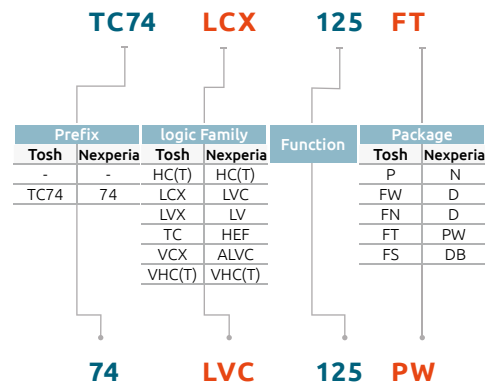 TC74 LCX 125 FT
Prefix logic Family Function Package
Tosh Nexperia Tosh Nexperia Tosh Nexperia
- - HC(T) HC(T) P N
TC74 74 LCX LVC FW D
LVX LV FN D
TC HEF FT PW
VCX ALVC FS DB
VHC(T) VHC(T)
74 LVC 125 PW